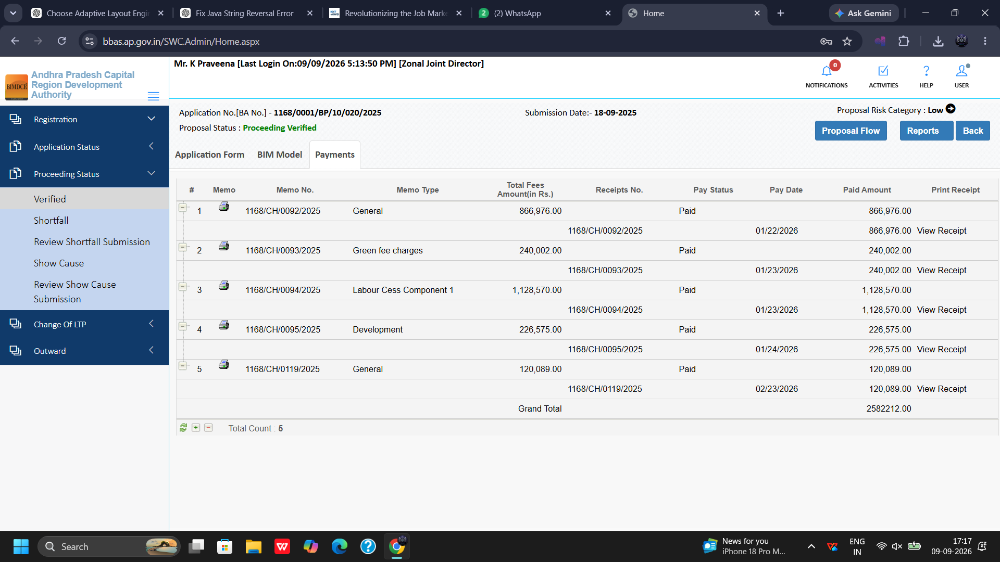 Choose Adaptive Layout Engi
Fix Java String Reversal Error
Revolutionizing the Job Marke
2
(2) WhatsApp
Home
Ask Gemini
bbas.ap.gov.in/SWC.Admin/Home.aspx
BIMDCR
Andhra Pradesh Capital
Region Development
Authority
Mr. K Praveena [Last Login On:09/09/2026 5:13:50 PM] [Zonal Joint Director]
0
NOTIFICATIONS
ACTIVITIES
HELP
USER
Registration
Application Status
Proceeding Status
Verified
Shortfall
Review Shortfall Submission
Show Cause
Review Show Cause
Submission
Change Of LTP
Outward
Application No.[BA No.] - 1168/0001/BP/10/020/2025
Submission Date:- 18-09-2025
Proposal Risk Category : Low
Proposal Status : Proceeding Verified
Proposal Flow
Reports
Back
Application Form
BIM Model
Payments
# Memo Memo No. Memo Type Total Fees Amount(in Rs.) Receipts No. Pay Status Pay Date Paid Amount Print Receipt
1 1168/CH/0092/2025 General 866,976.00 Paid 866,976.00
1168/CH/0092/2025 01/22/2026 866,976.00 View Receipt
2 1168/CH/0093/2025 Green fee charges 240,002.00 Paid 240,002.00
1168/CH/0093/2025 01/23/2026 240,002.00 View Receipt
3 1168/CH/0094/2025 Labour Cess Component 1 1,128,570.00 Paid 1,128,570.00
1168/CH/0094/2025 01/23/2026 1,128,570.00 View Receipt
4 1168/CH/0095/2025 Development 226,575.00 Paid 226,575.00
1168/CH/0095/2025 01/24/2026 226,575.00 View Receipt
5 1168/CH/0119/2025 General 120,089.00 Paid 120,089.00
1168/CH/0119/2025 02/23/2026 120,089.00 View Receipt
Grand Total 2582212.00
Total Count : 5
Search
News for you
iPhone 18 Pro M...
ENG
IN
17:17
09-09-2026